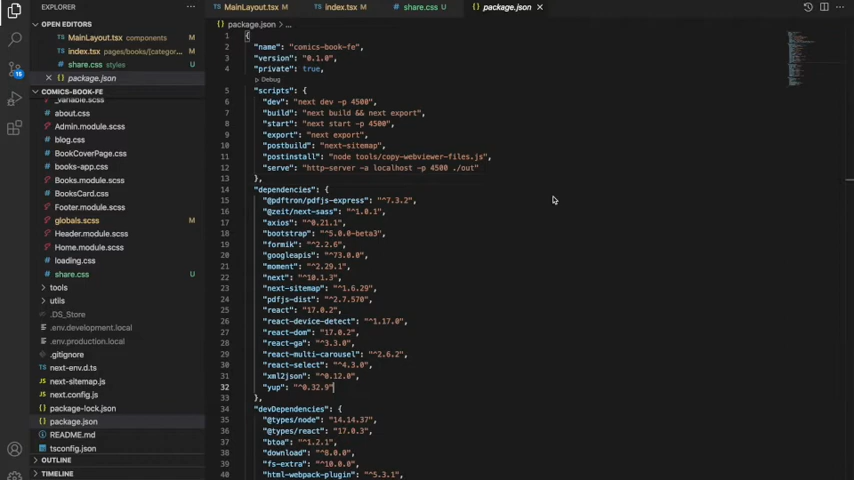 EXPLORER
OPEN EDITORS
MainLayout.tsx components
index.tsx pages/books/[categor...
share.css styles U
package.json
COMICS-BOOK-FE
_variable.scss
about.css
Admin.module.scss
blog.css
BookCoverPage.css
books-app.css
Books.module.scss
BooksCard.css
Footer.module.scss
globals.scss
Header.module.scss
Home.module.scss
loading.css
share.css U
tools
utils
.DS_Store
.env.development.local
.env.production.local
.gitignore
next-env.d.ts
next-sitemap.js
next.config.js
package-lock.json
package.json
README.md
tsconfig.json
OUTLINE
TIMELINE
15
MainLayout.tsx M
index.tsx M
share.css U
package.json
package.json > ...
1 {
2 "name": "comics-book-fe",
3 "version": "0.1.0",
4 "private": true,
Debug
5 "scripts": {
6 "dev": "next dev -p 4500",
7 "build": "next build && next export",
8 "start": "next start -p 4500",
9 "export": "next export",
10 "postbuild": "next-sitemap",
11 "postinstall": "node tools/copy-webviewer-files.js",
12 "serve": "http-server -a localhost -p 4500 ./out"
13 },
14 "dependencies": {
15 "@pdftron/pdfjs-express": "^7.3.2",
16 "@zeit/next-sass": "^1.0.1",
17 "axios": "^0.21.1",
18 "bootstrap": "^5.0.0-beta3",
19 "formik": "^2.2.6",
20 "googleapis": "^73.0.0",
21 "moment": "^2.29.1",
22 "next": "^10.1.3",
23 "next-sitemap": "^1.6.29",
24 "pdfjs-dist": "^2.7.570",
25 "react": "17.0.2",
26 "react-device-detect": "^1.17.0",
27 "react-dom": "17.0.2",
28 "react-ga": "^3.3.0",
29 "react-multi-carousel": "^2.6.2",
30 "react-select": "^4.3.0",
31 "xml2json": "^0.12.0",
32 "yup": "^0.32.9"
33 },
34 "devDependencies": {
35 "@types/node": "14.14.37",
36 "@types/react": "17.0.3",
37 "btoa": "^1.2.1",
38 "download": "^8.0.0",
39 "fs-extra": "^10.0.0",
40 "html-webpack-plugin": "^5.3.1",